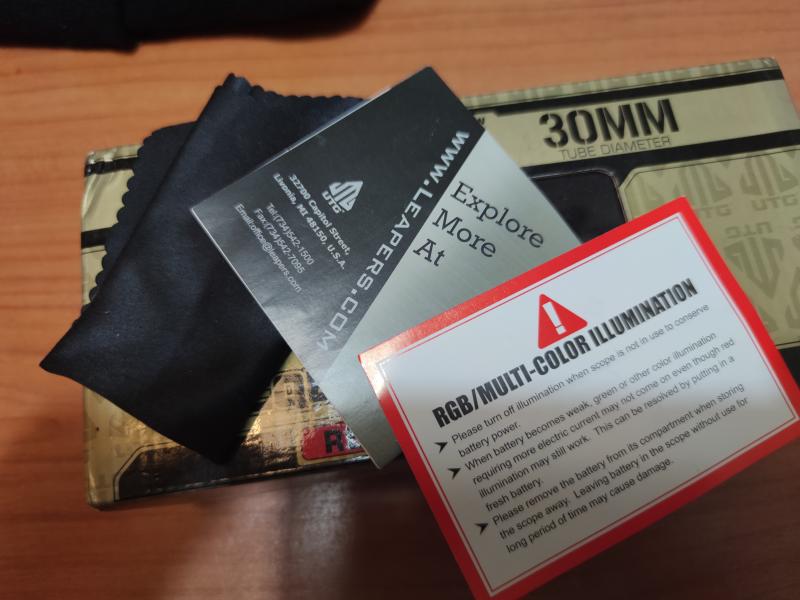 30MM
TUBE DIAMETER
UTG
UTG
UTG
32700 Capitol Street,
Livonia, MI 48150, U.S.A.
Tel:(734)542-1500
Fax:(734)542-7095
Email:office@leapers.com
WWW.LEAPERS.COM
Explore
More
At
RGB/MULTI-COLOR ILLUMINATION
Please turn off illumination when scope is not in use to conserve
battery power.
When battery becomes weak, green or other color illumination
requiring more electric current may not come on even though red
illumination may still work. This can be resolved by putting in a
fresh battery.
Please remove the battery from its compartment when storing
the scope away. Leaving battery in the scope without use for
long period of time may cause damage.